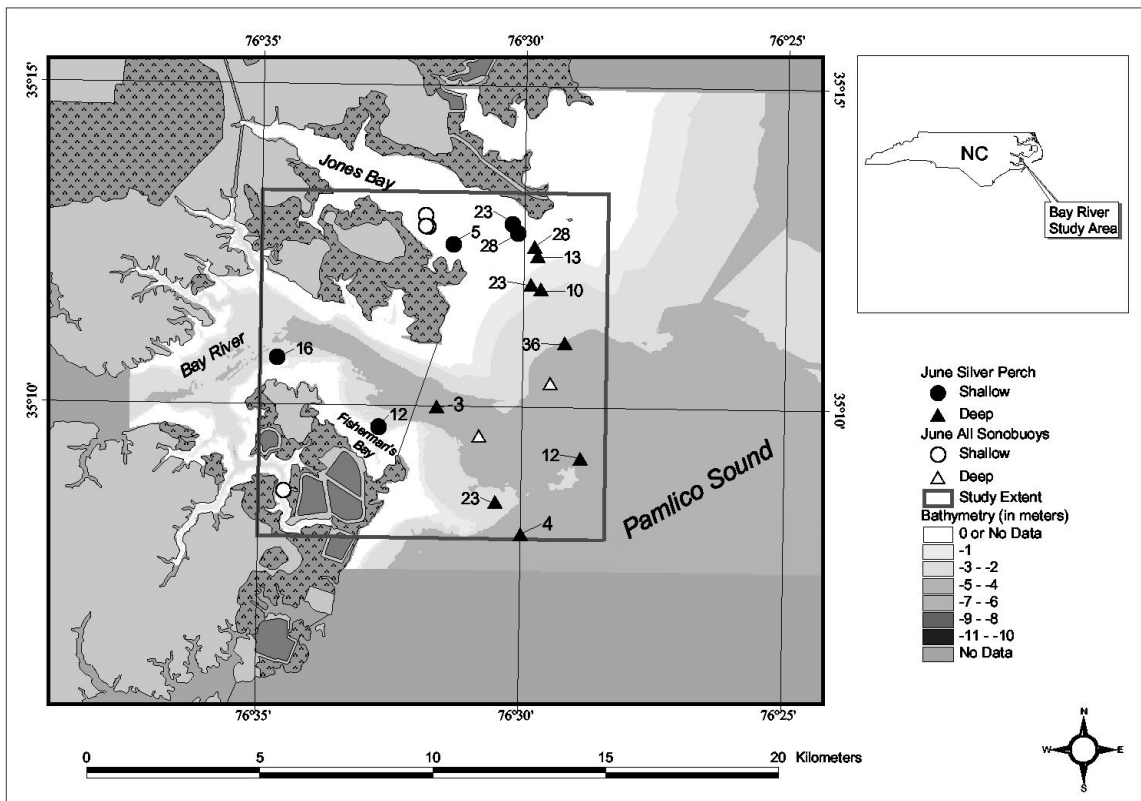 76°35' 76°30' 76°25'
35°15' 35°15'
Jones Bay
23
5
28
28
13
23
10
Bay River
16
36
35°10' 35°10'
3
12
Fisherman's
Bay
12
23
4
Pamlico Sound
76°35' 76°30' 76°25'
0 5 10 15 20 Kilometers
NC
Bay River
Study Area
June Silver Perch
Shallow
Deep
June All Sonobuoys
Shallow
Deep
Study Extent
Bathymetry (in meters)
0 or No Data
-1
-3 - -2
-5 - -4
-7 - -6
-9 - -8
-11 - -10
No Data
N
W E
S